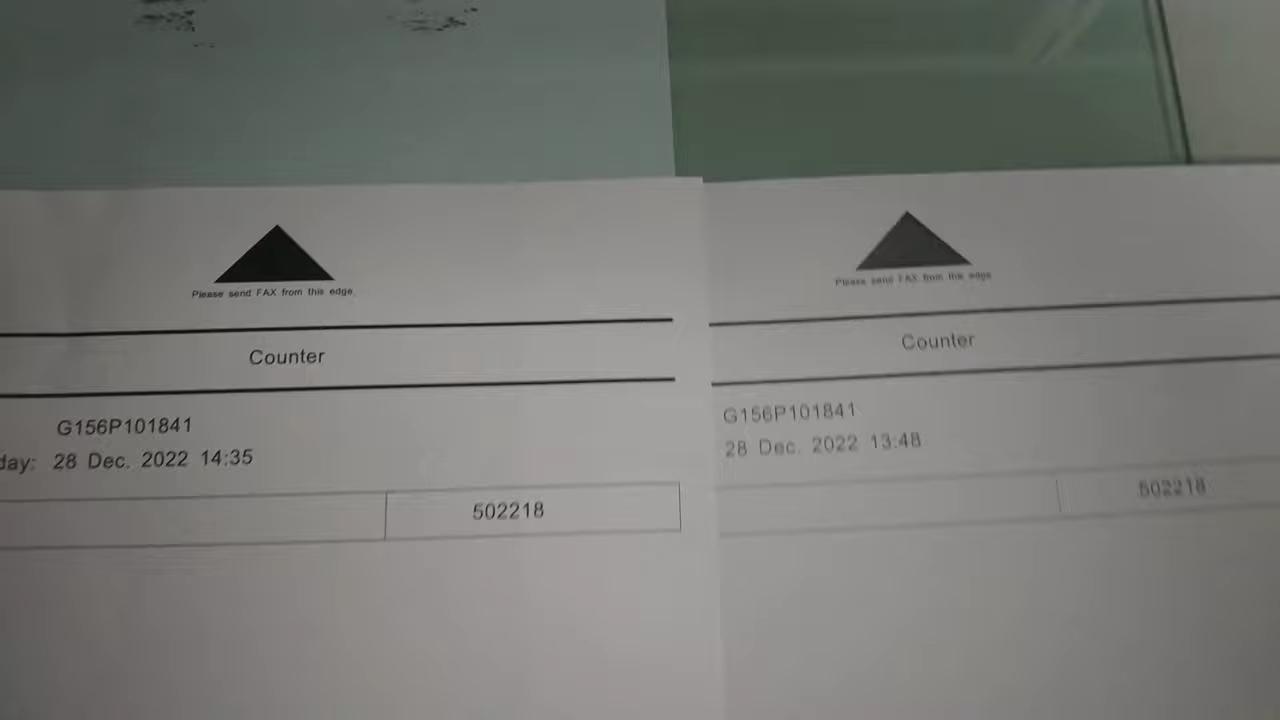 Please send FAX from this edge.
Counter
G156P101841
day: 28 Dec. 2022 14:35
502218
Please send FAX from the edge
Counter
G156P101841
28 Dec. 2022 13:48
502218